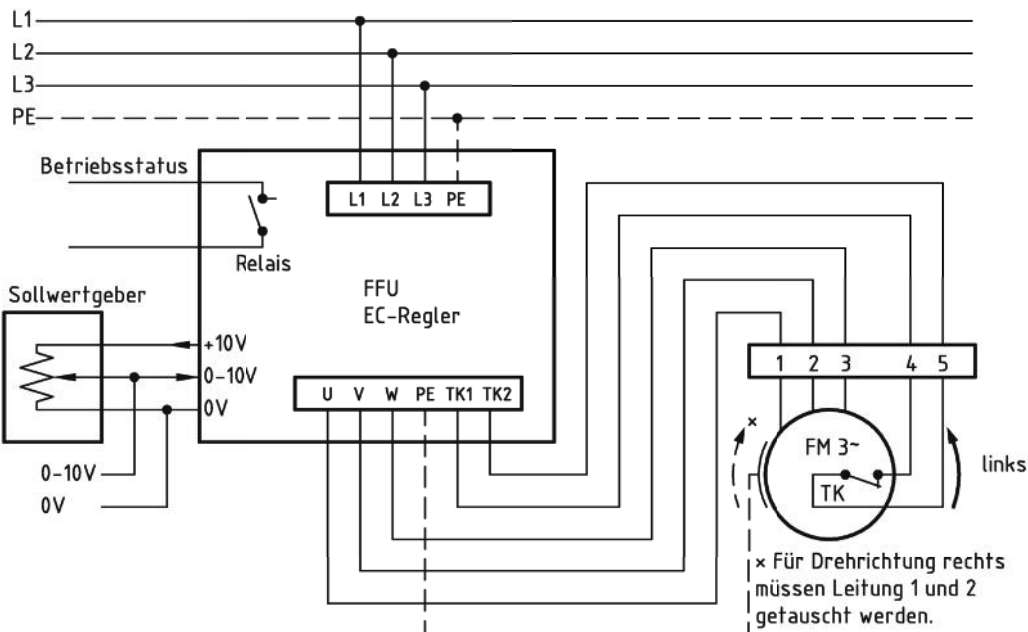 L1
L2
L3
PE
Betriebsstatus
L1 L2 L3 PE
Relais
Sollwertgeber
FFU
EC-Regler
+10V
0-10V
0V
U V W PE TK1 TK2
1 2 3 4 5
×
FM 3~
TK
links
0-10V
0V
× Für Drehrichtung rechts
müssen Leitung 1 und 2
getauscht werden.